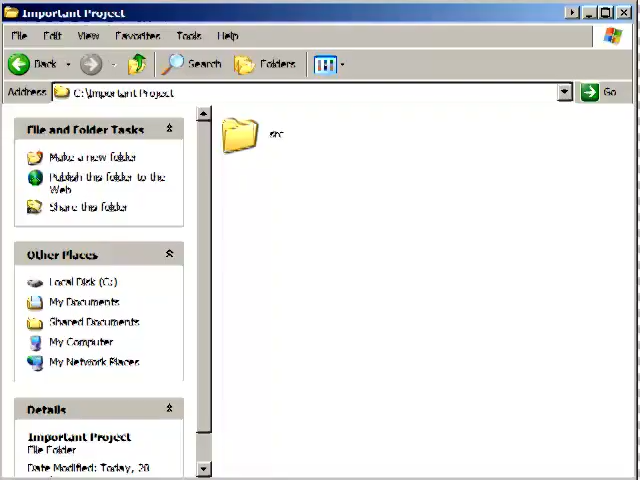 Important Project
File Edit View Favorites Tools Help
Back Search Folders
Address C:\Important Project Go
File and Folder Tasks
Make a new folder
Publish this folder to the
Web
Share this folder
src
Other Places
Local Disk (C:)
My Documents
Shared Documents
My Computer
My Network Places
Details
Important Project
File Folder
Date Modified: Today, 20